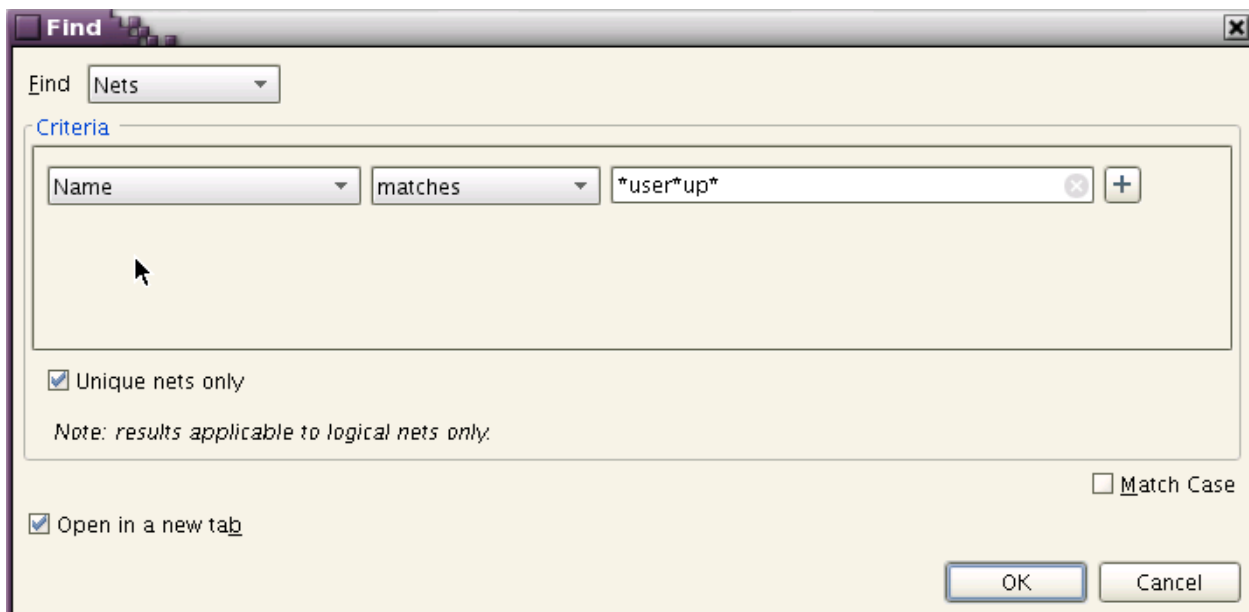 Find
Find Nets
Criteria
Name matches *user*up* +
Unique nets only
Note: results applicable to logical nets only.
Match Case
Open in a new tab
OK Cancel